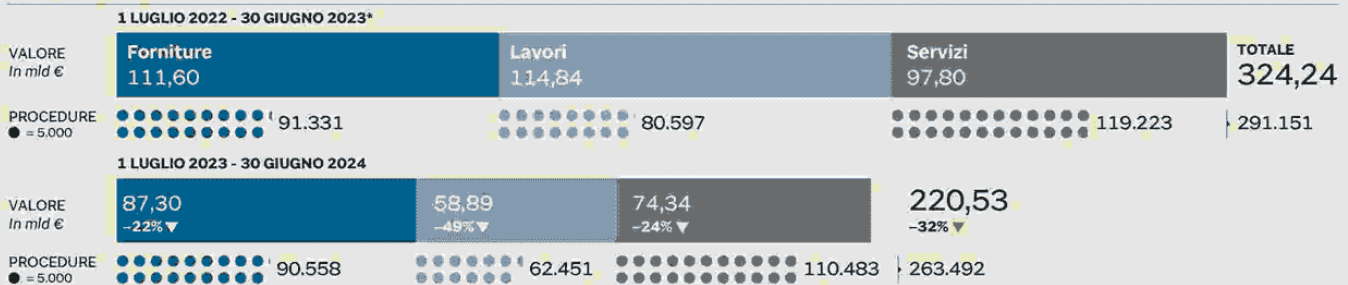 1 LUGLIO 2022 - 30 GIUGNO 2023*
VALORE
In mld €
Forniture
111,60
Lavori
114,84
Servizi
97,80
TOTALE
324,24
PROCEDURE
= 5.000
91.331
80.597
119.223
291.151
1 LUGLIO 2023 - 30 GIUGNO 2024
VALORE
In mld €
87,30
–22%▼
58,89
–49%▼
74,34
–24%▼
220,53
–32%▼
PROCEDURE
= 5.000
90.558
62.451
110.483
263.492